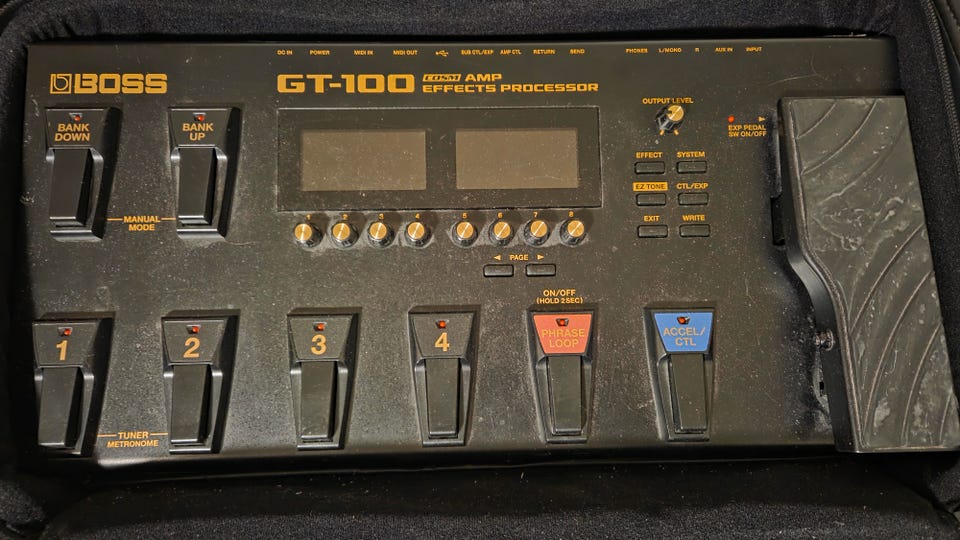 DC IN POWER MIDI IN MIDI OUT SUB CTL/EXP AMP CTL RETURN SEND PHONES L/MONO R AUX IN INPUT
BOSS
GT-100
COSM AMP
EFFECTS PROCESSOR
BANK
DOWN
BANK
UP
MANUAL
MODE
OUTPUT LEVEL
EXP PEDAL
SW ON/OFF
EFFECT SYSTEM
EZ TONE CTL/EXP
EXIT WRITE
1 2 3 4 5 6 7 8
◄ PAGE ►
ON/OFF
(HOLD 2SEC)
1
2
3
4
PHRASE
LOOP
ACCEL/
CTL
TUNER
METRONOME